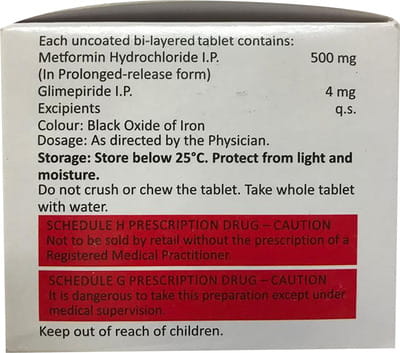 Each uncoated bi-layered tablet contains:
Metformin Hydrochloride I.P. 500 mg
(In Prolonged-release form)
Glimepiride I.P. 4 mg
Excipients q.s.
Colour: Black Oxide of Iron
Dosage: As directed by the Physician.
Storage: Store below 25°C. Protect from light and
moisture.
Do not crush or chew the tablet. Take whole tablet
with water.
SCHEDULE H PRESCRIPTION DRUG – CAUTION
Not to be sold by retail without the prescription of a
Registered Medical Practitioner.
SCHEDULE G PRESCRIPTION DRUG – CAUTION
It is dangerous to take this preparation except under
medical supervision.
Keep out of reach of children.